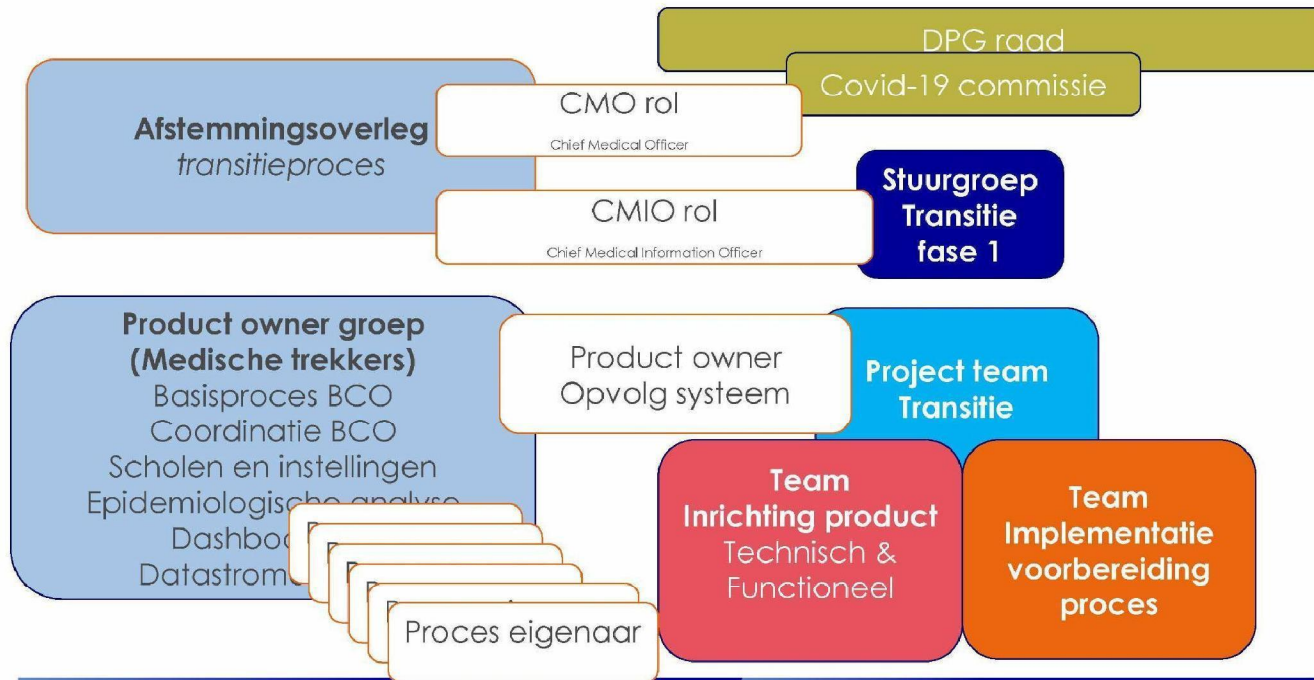 DPG raad
Covid-19 commissie
CMO rol
Chief Medical Officer
Afstemmingsoverleg
transitieproces
CMIO rol
Chief Medical Information Officer
Stuurgroep
Transitie
fase 1
Product owner groep
(Medische trekkers)
Basisproces BCO
Coordinatie BCO
Scholen en instellingen
Epidemiologische analyse
Product owner
Opvolg systeem
Project team
Transitie
Team
Inrichting product
Technisch &
Functioneel
Team
Implementatie
voorbereiding
proces
Proces eigenaar